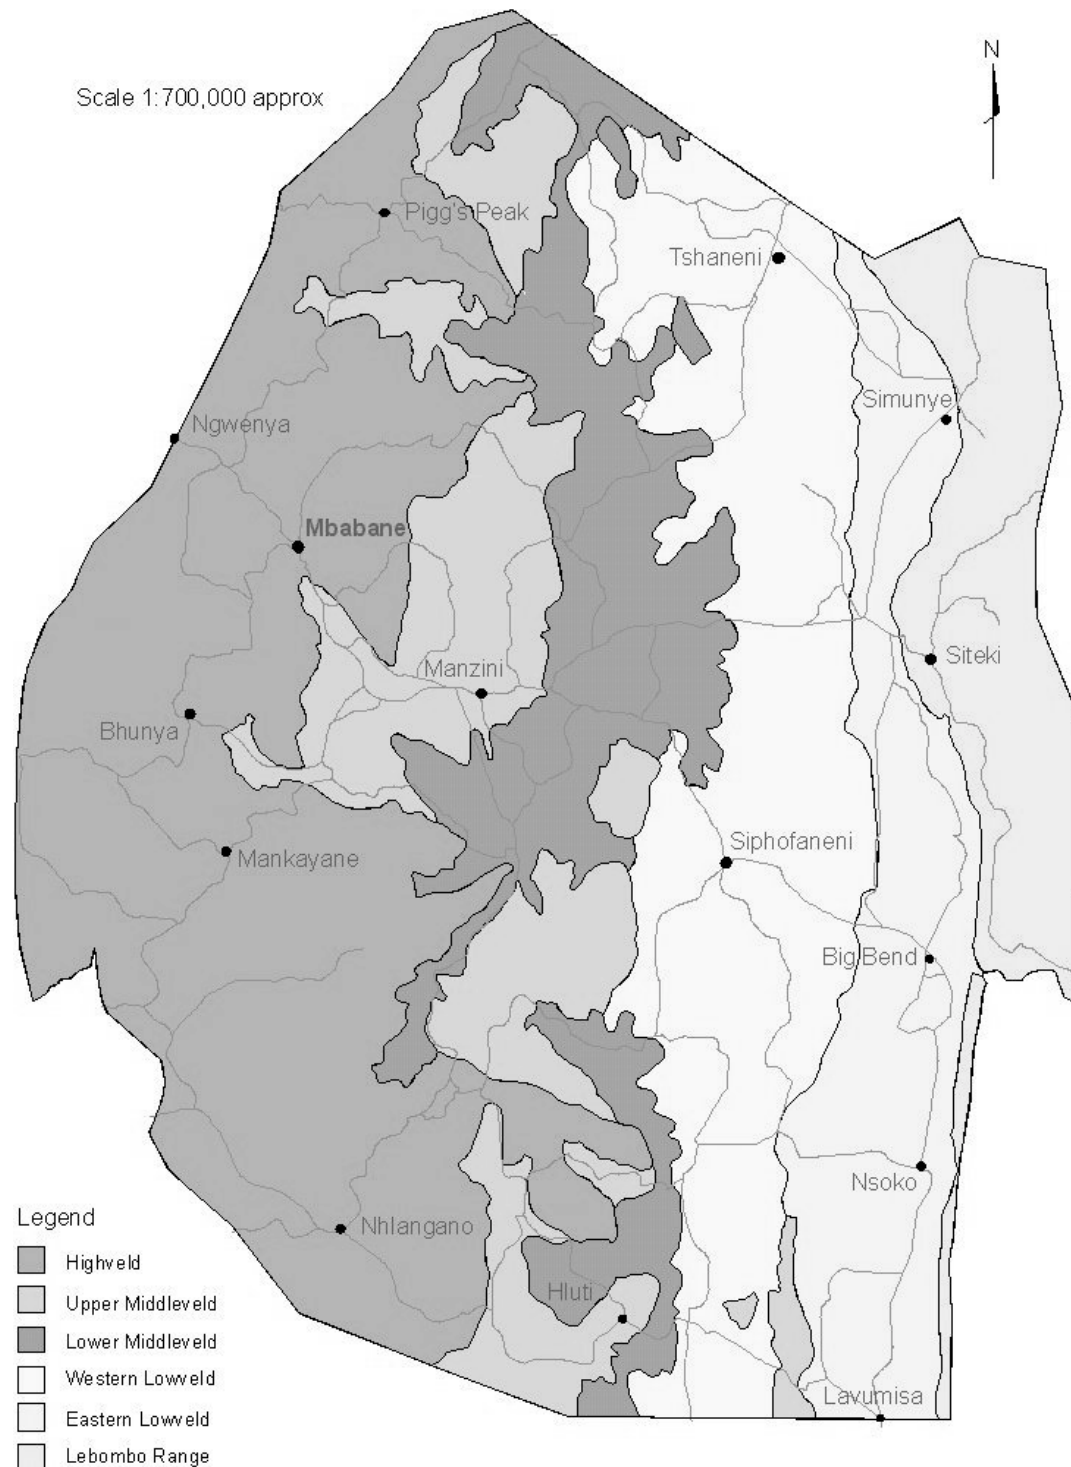 N
Scale 1:700,000 approx
Pigg's Peak
Tshaneni
Simunye
Ngwenya
Mbabane
Siteki
Manzini
Bhunya
Siphofaneni
Mankayane
Big Bend
Nsoko
Legend
Nhlangano
Highveld
Hluti
Upper Middleveld
Lower Middleveld
Western Lowveld
Lavumisa
Eastern Lowveld
Lebombo Range